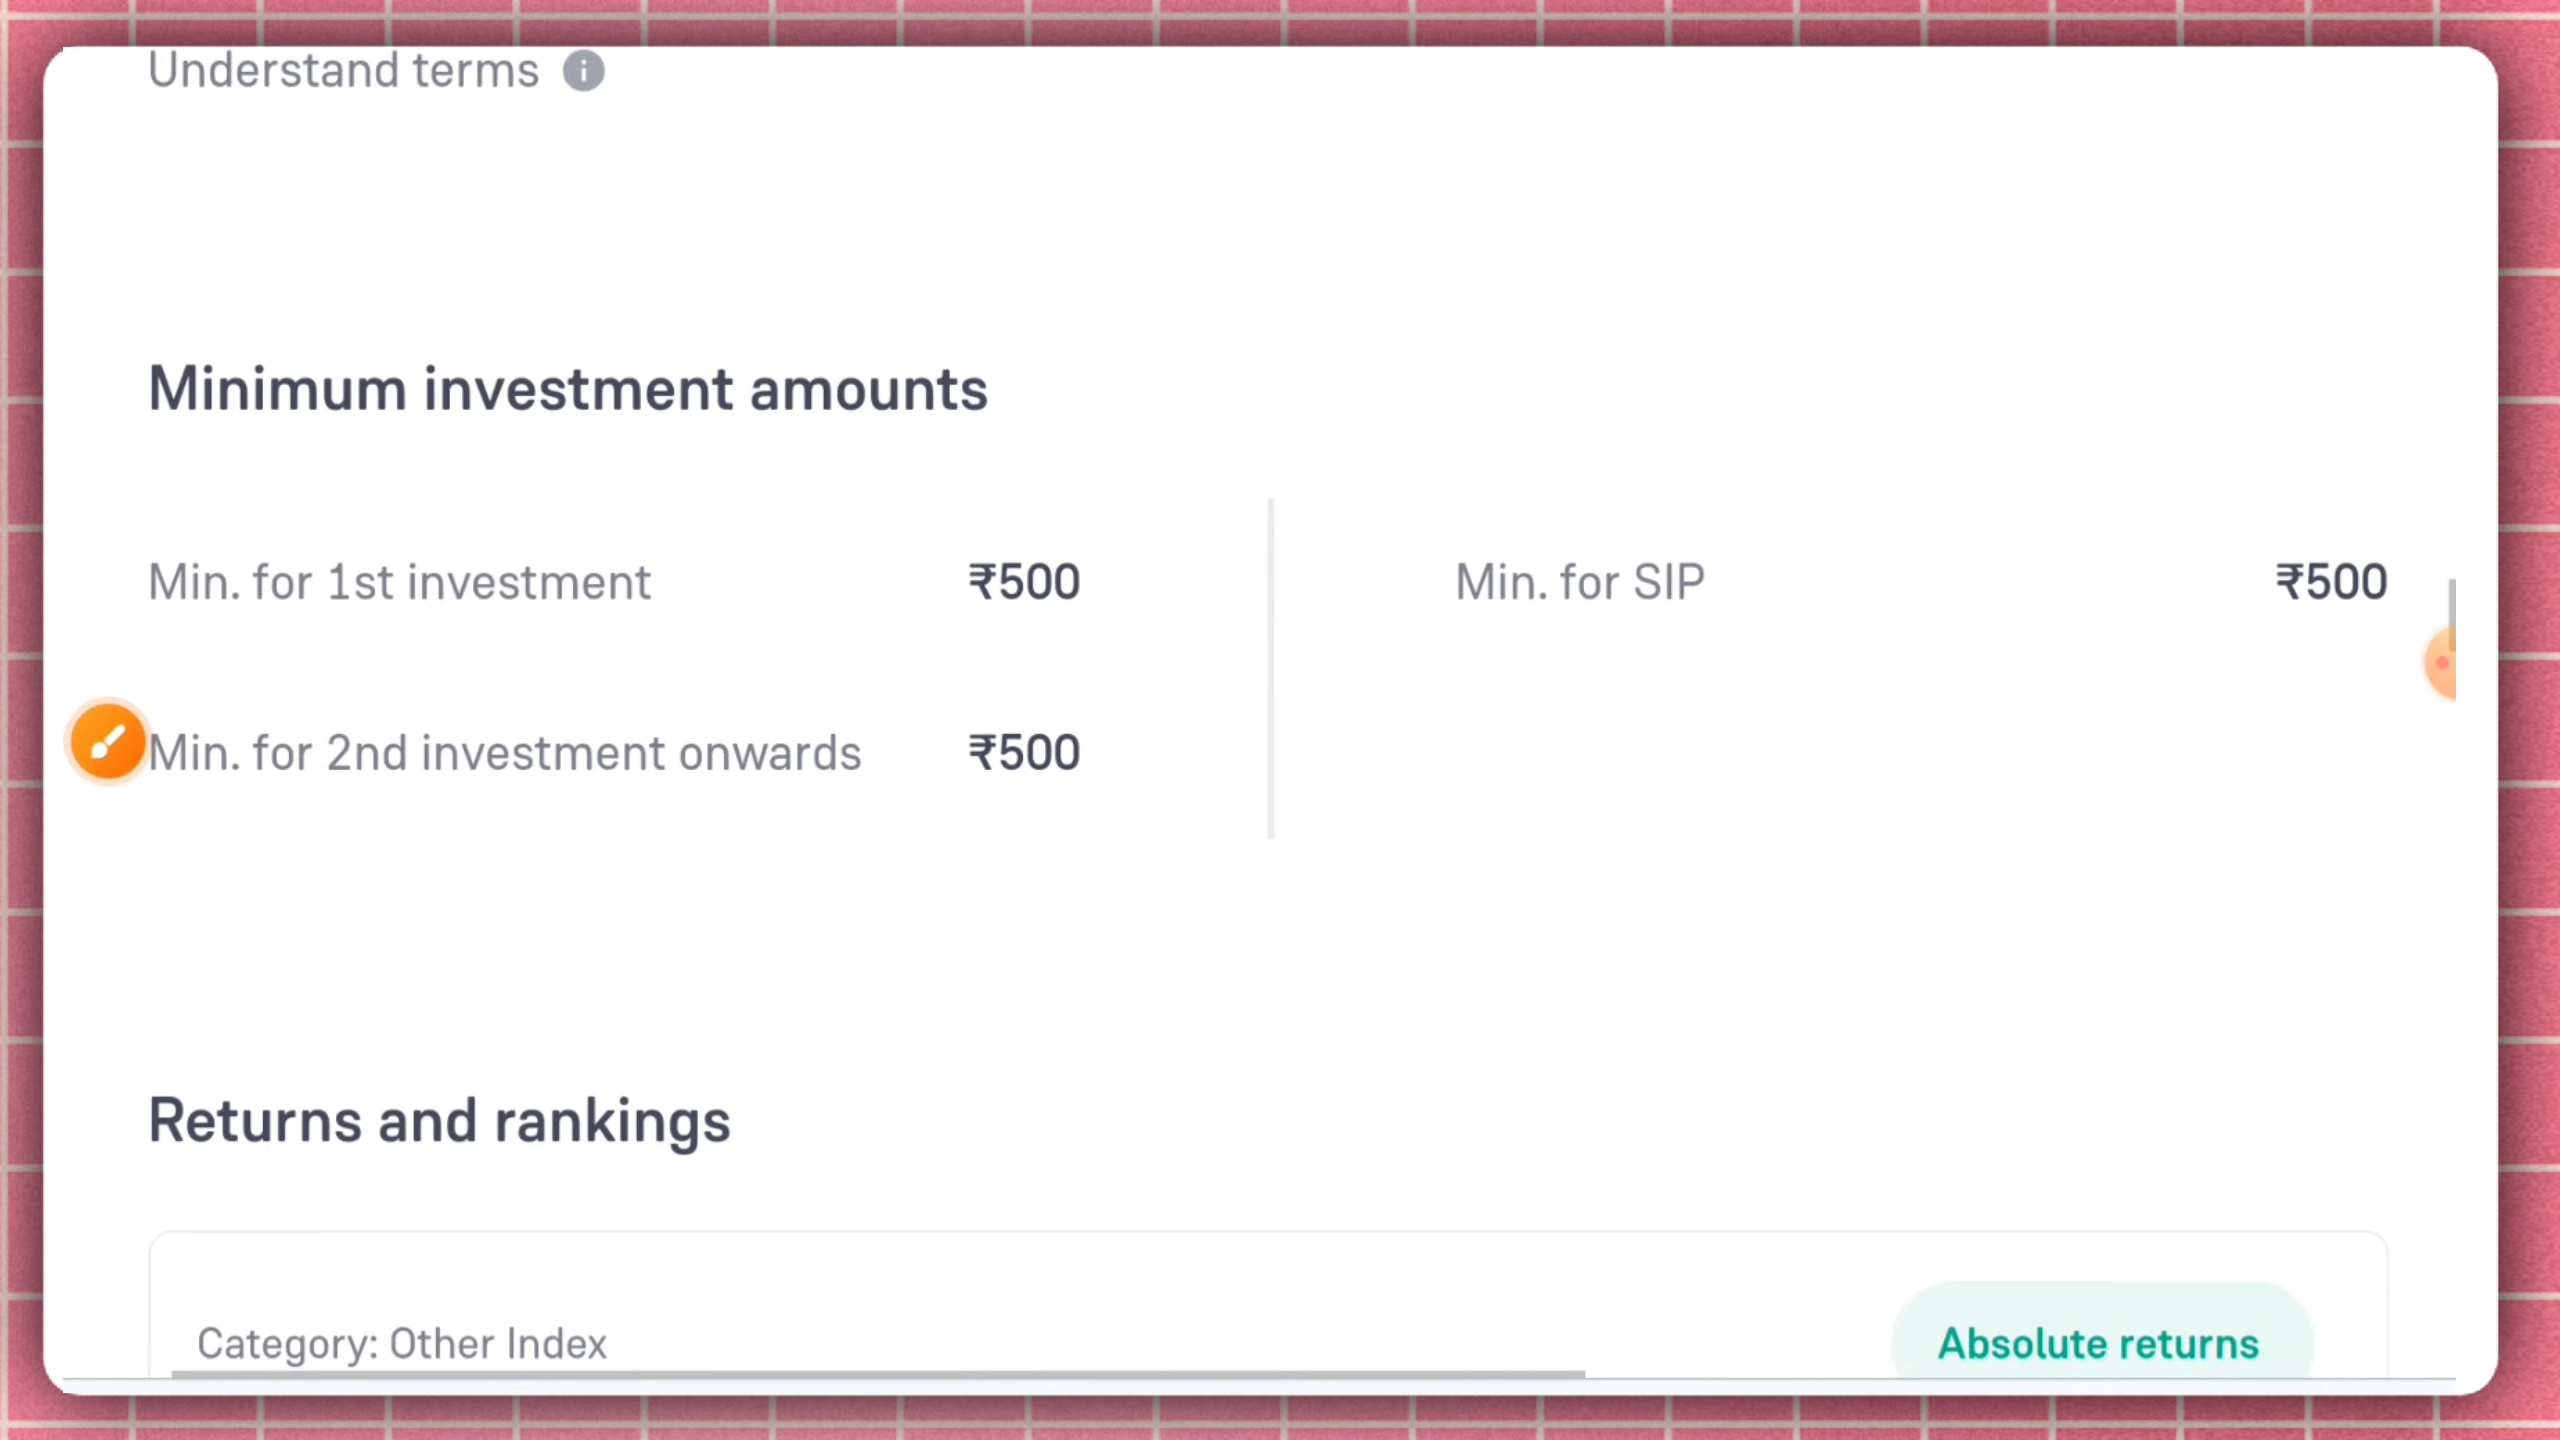 Understand terms
Minimum investment amounts
Min. for 1st investment ₹500
Min. for SIP ₹500
Min. for 2nd investment onwards ₹500
Returns and rankings
Category: Other Index
Absolute returns